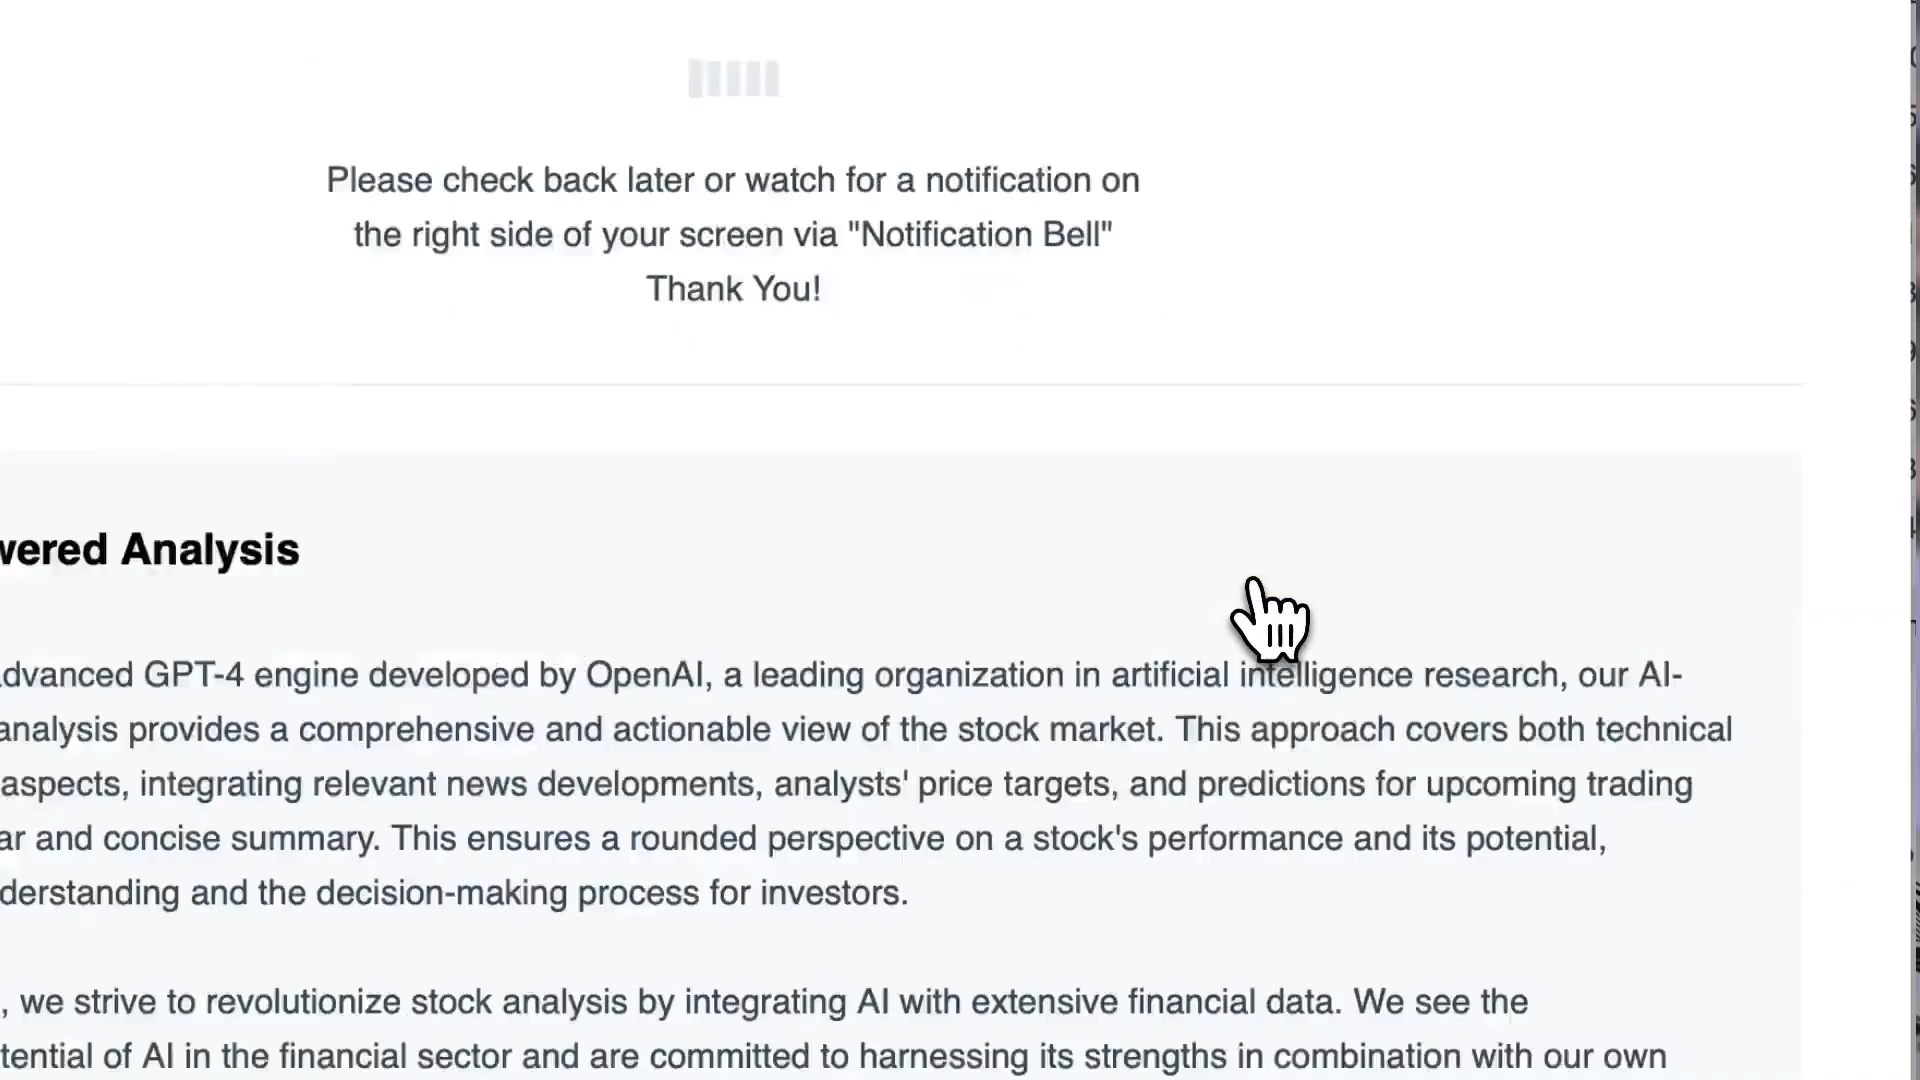 Please check back later or watch for a notification on
the right side of your screen via "Notification Bell"
Thank You!
wered Analysis
dvanced GPT-4 engine developed by OpenAI, a leading organization in artificial intelligence research, our AI-
analysis provides a comprehensive and actionable view of the stock market. This approach covers both technical
aspects, integrating relevant news developments, analysts' price targets, and predictions for upcoming trading
ar and concise summary. This ensures a rounded perspective on a stock's performance and its potential,
derstanding and the decision-making process for investors.
, we strive to revolutionize stock analysis by integrating AI with extensive financial data. We see the
tential of AI in the financial sector and are committed to harnessing its strengths in combination with our own